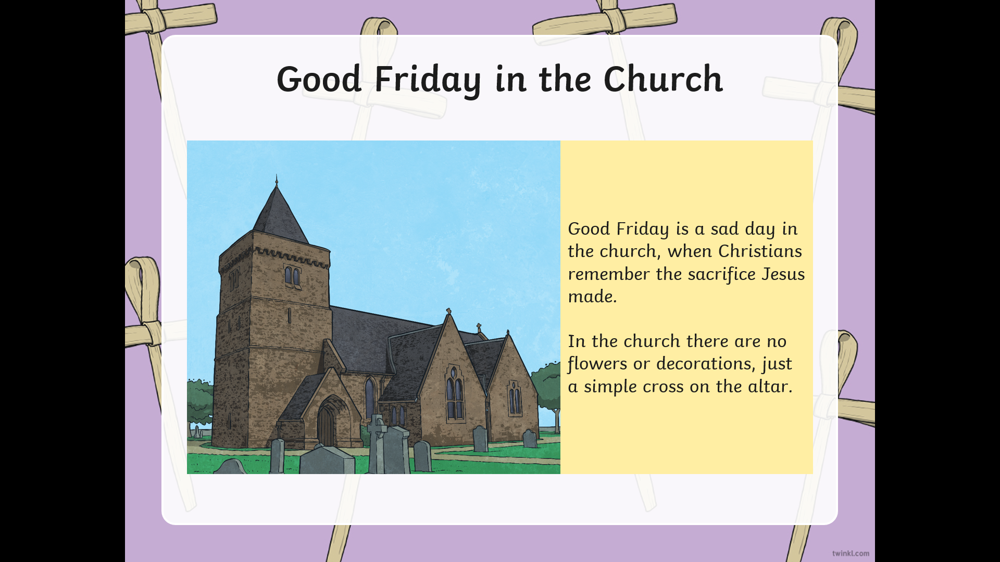 Good Friday in the Church
Good Friday is a sad day in
the church, when Christians
remember the sacrifice Jesus
made.
In the church there are no
flowers or decorations, just
a simple cross on the altar.
twinkl.com